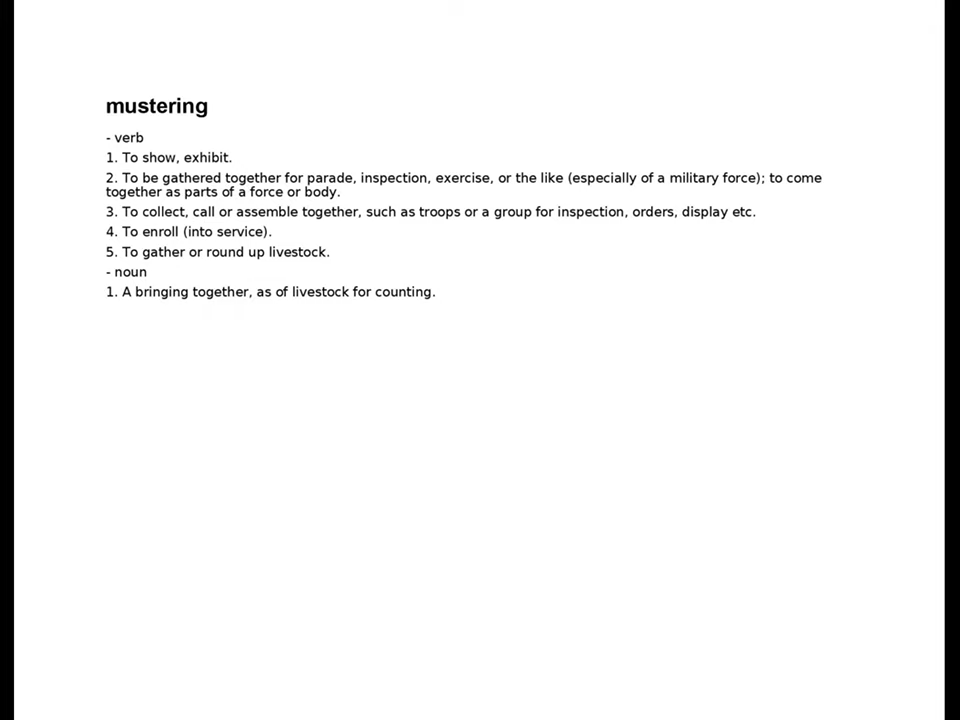 mustering
- verb
1. To show, exhibit.
2. To be gathered together for parade, inspection, exercise, or the like (especially of a military force); to come
together as parts of a force or body.
3. To collect, call or assemble together, such as troops or a group for inspection, orders, display etc.
4. To enroll (into service).
5. To gather or round up livestock.
- noun
1. A bringing together, as of livestock for counting.